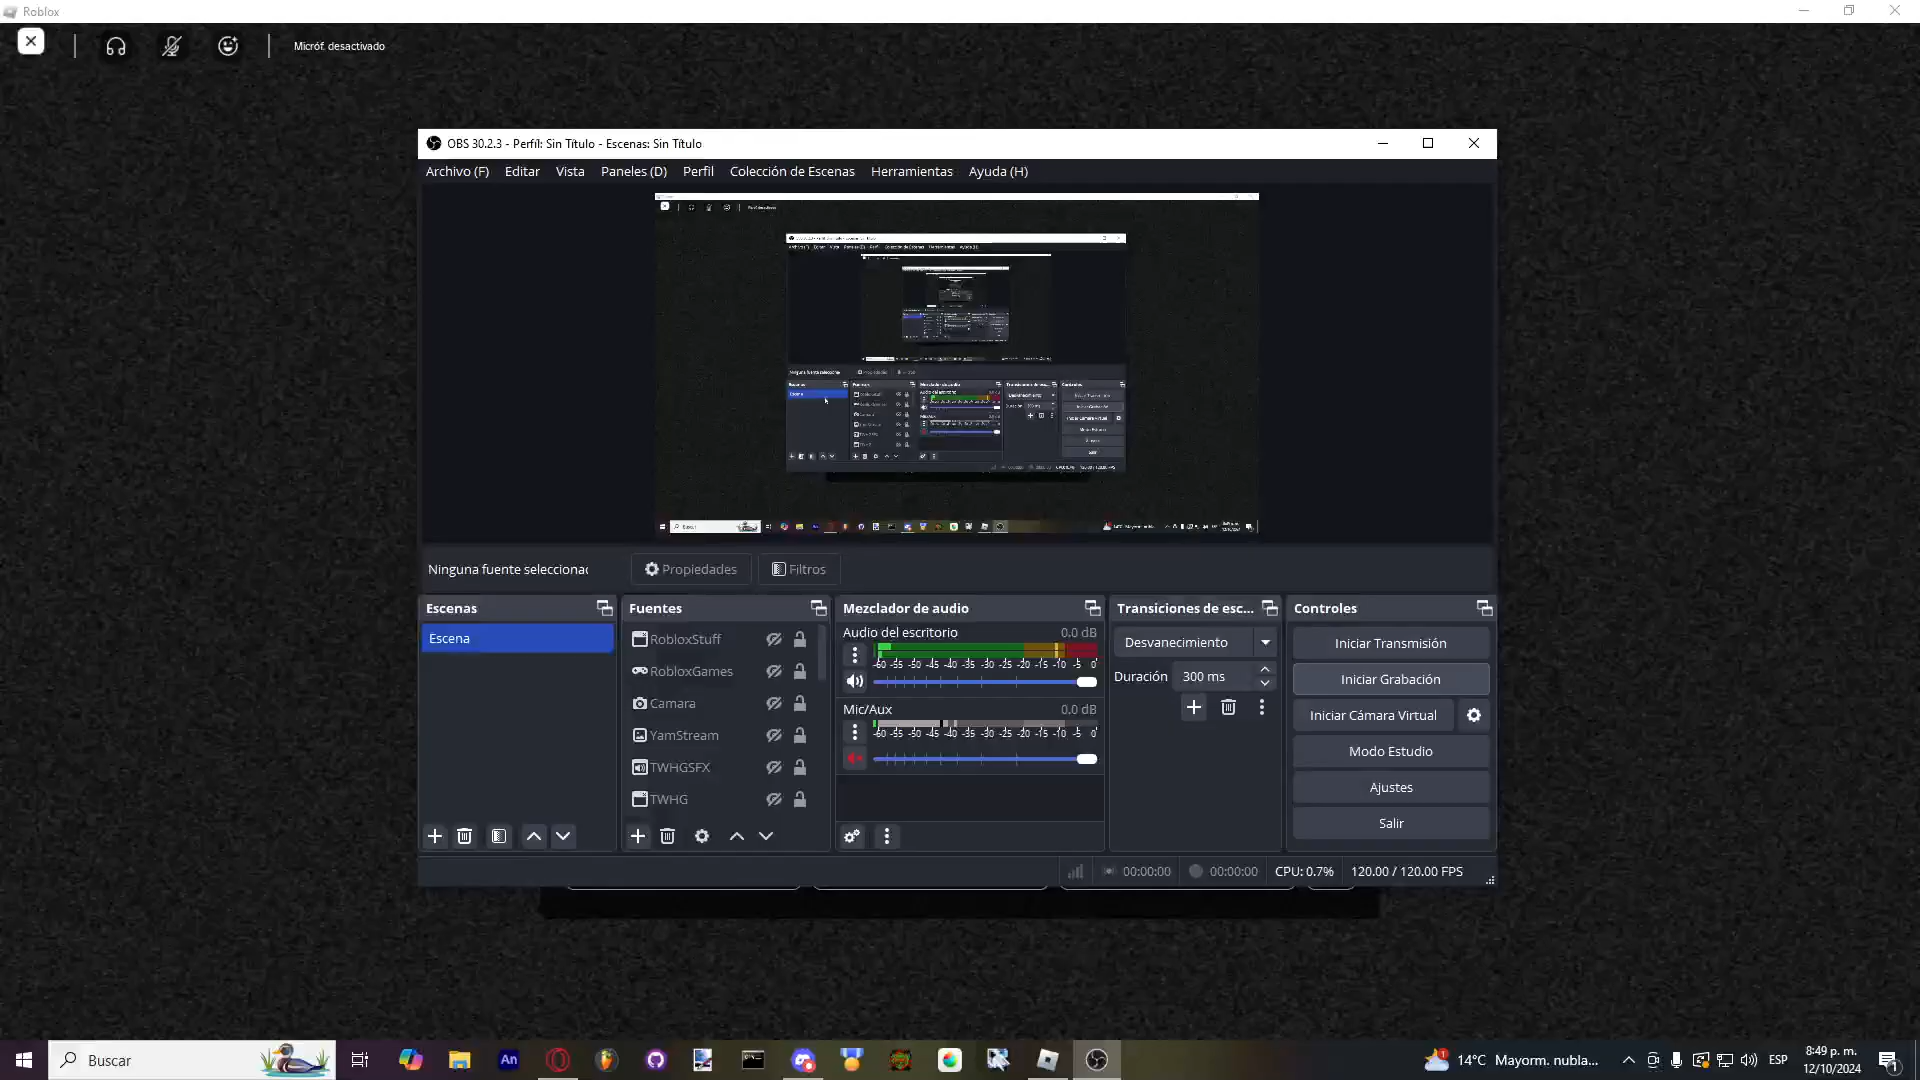 Roblox
Micróf. desactivado
OBS 30.2.3 - Perfil: Sin Título - Escenas: Sin Título
Archivo (F) Editar Vista Paneles (D) Perfil Colección de Escenas Herramientas Ayuda (H)
Ninguna fuente seleccionac Propiedades Filtros
Escenas
Escena
Fuentes
RobloxStuff
RobloxGames
Camara
YamStream
TWHGSFX
TWHG
Mezclador de audio
Audio del escritorio 0.0 dB
-60 -55 -50 -45 -40 -35 -30 -25 -20 -15 -10 -5 0
Mic/Aux 0.0 dB
-60 -55 -50 -45 -40 -35 -30 -25 -20 -15 -10 -5 0
Transiciones de esc...
Desvanecimiento
Duración 300 ms
Controles
Iniciar Transmisión
Iniciar Grabación
Iniciar Cámara Virtual
Modo Estudio
Ajustes
Salir
00:00:00 00:00:00 CPU: 0.7% 120.00 / 120.00 FPS
Buscar
An
1 14°C Mayorm. nubla... ESP
8:49 p. m.
12/10/2024
1